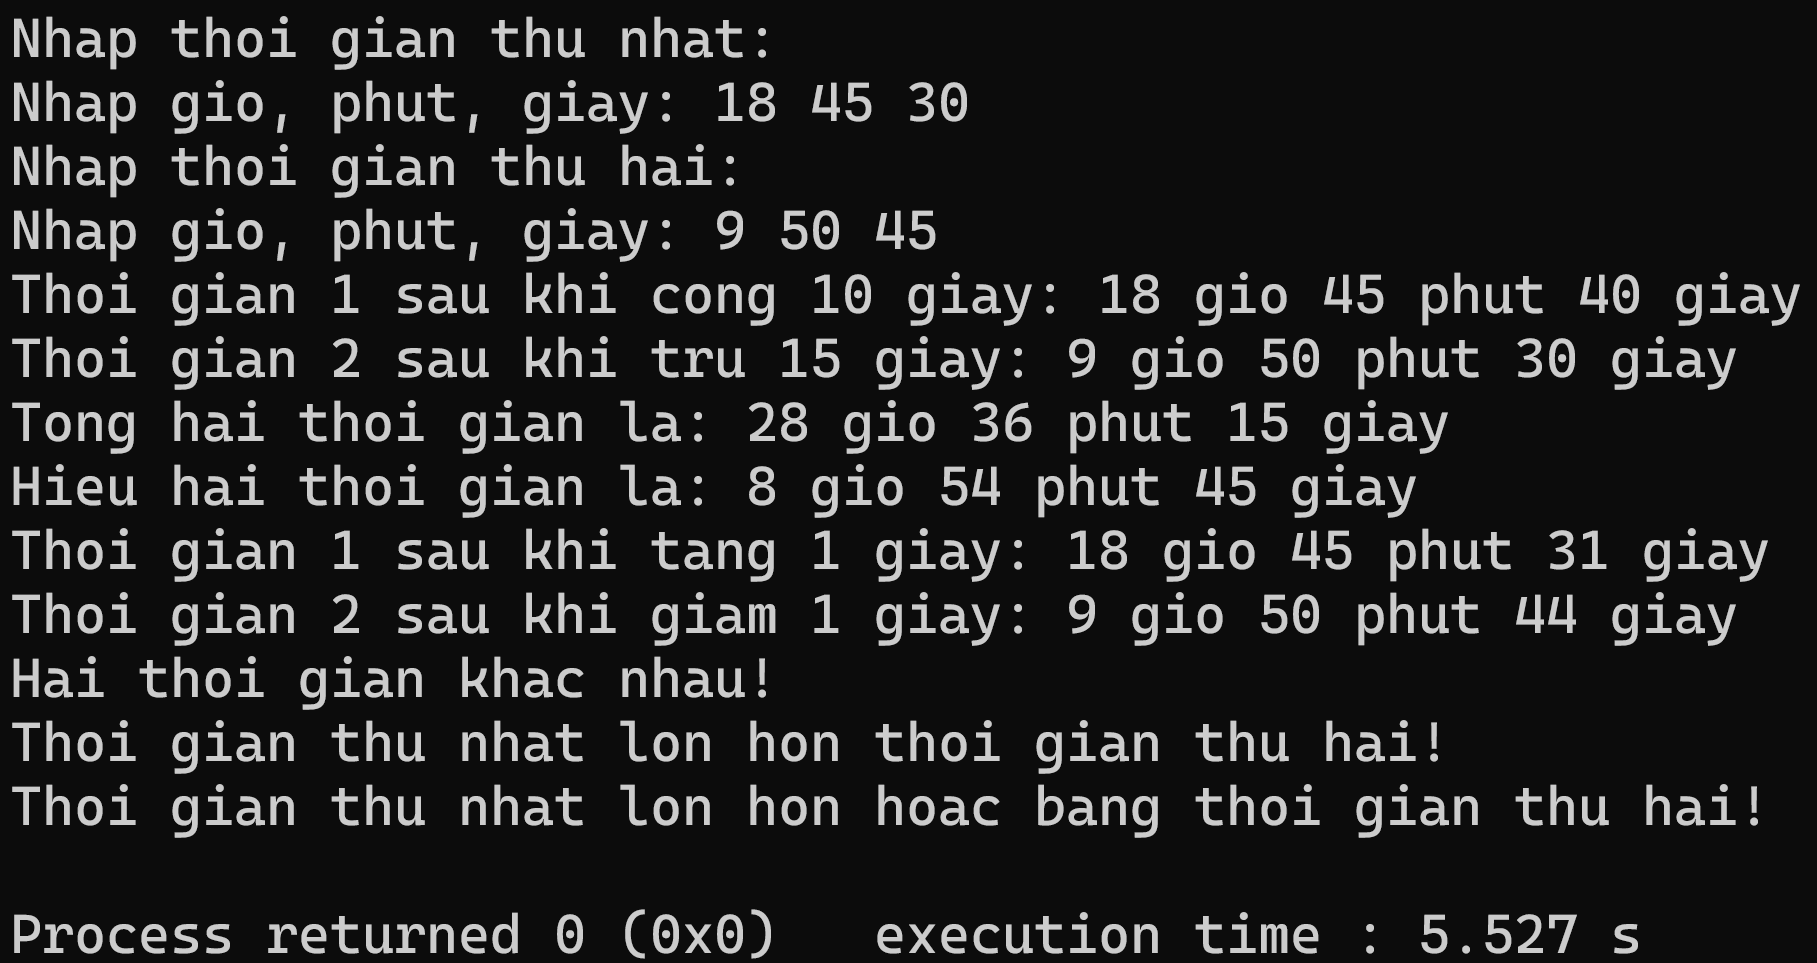 Nhap thoi gian thu nhat:
Nhap gio, phut, giay: 18 45 30
Nhap thoi gian thu hai:
Nhap gio, phut, giay: 9 50 45
Thoi gian 1 sau khi cong 10 giay: 18 gio 45 phut 40 giay
Thoi gian 2 sau khi tru 15 giay: 9 gio 50 phut 30 giay
Tong hai thoi gian la: 28 gio 36 phut 15 giay
Hieu hai thoi gian la: 8 gio 54 phut 45 giay
Thoi gian 1 sau khi tang 1 giay: 18 gio 45 phut 31 giay
Thoi gian 2 sau khi giam 1 giay: 9 gio 50 phut 44 giay
Hai thoi gian khac nhau!
Thoi gian thu nhat lon hon thoi gian thu hai!
Thoi gian thu nhat lon hon hoac bang thoi gian thu hai!
Process returned 0 (0x0)   execution time : 5.527 s